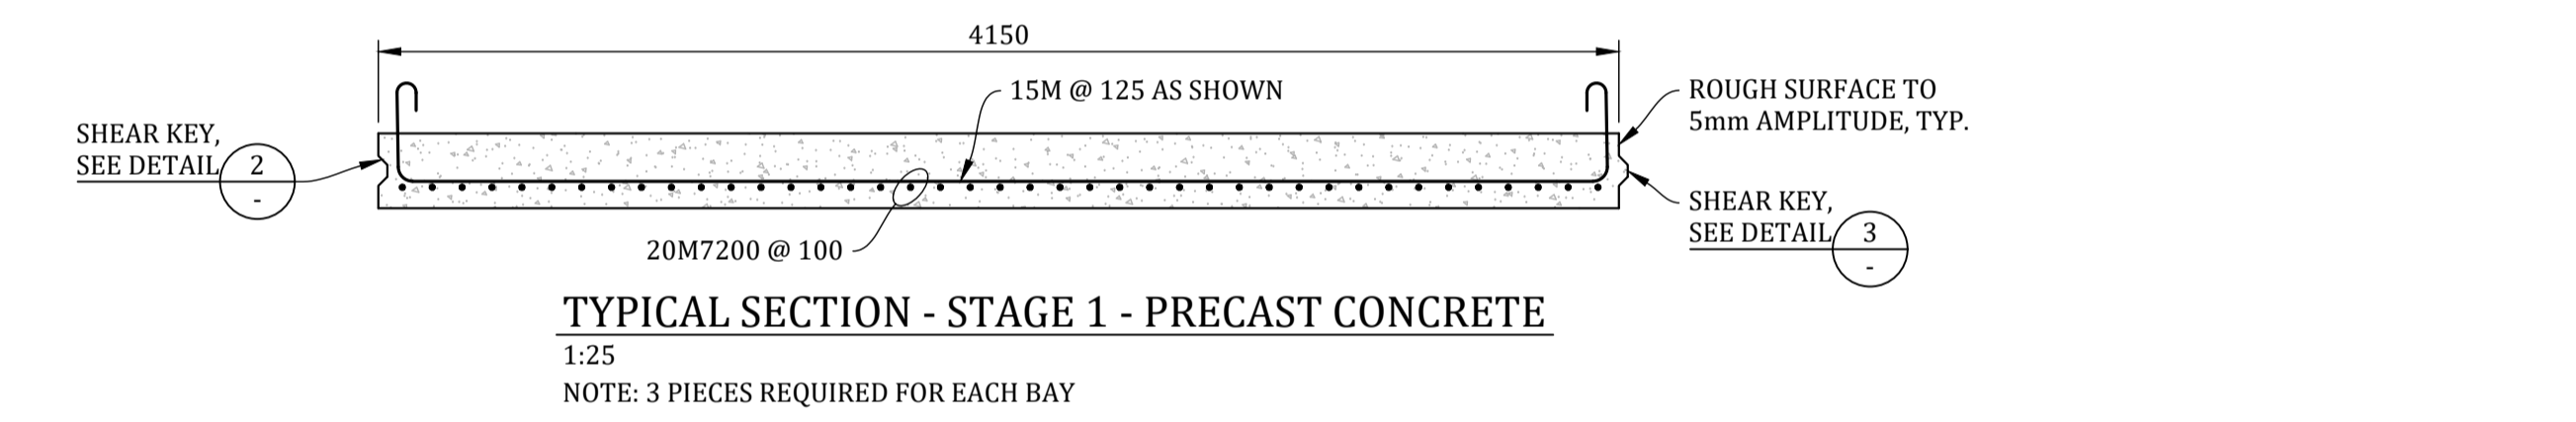 4150
15M @ 125 AS SHOWN
ROUGH SURFACE TO
5mm AMPLITUDE, TYP.
SHEAR KEY,
SEE DETAIL
2
-
20M7200 @ 100
SHEAR KEY,
SEE DETAIL
3
-
TYPICAL SECTION - STAGE 1 - PRECAST CONCRETE
1:25
NOTE: 3 PIECES REQUIRED FOR EACH BAY